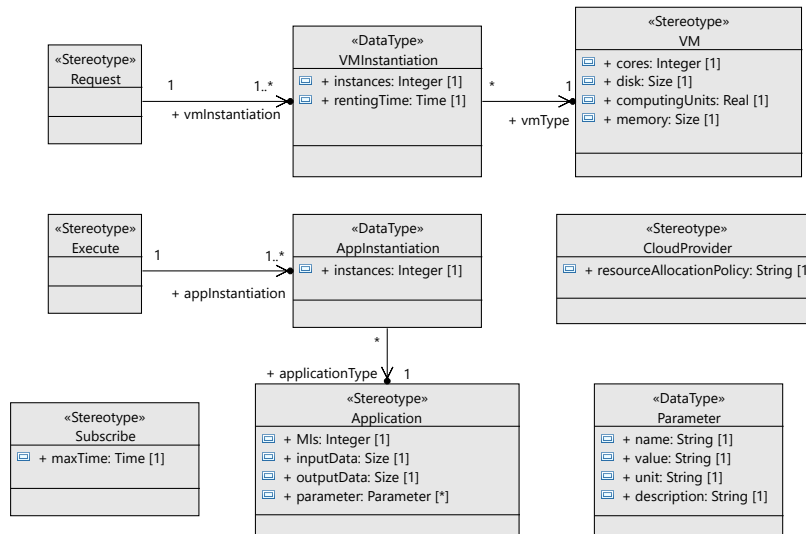 «Stereotype»
Request
1
1..*
+ vmInstantiation
«DataType»
VMInstantiation
+ instances: Integer [1]
+ rentingTime: Time [1]
*
1
+ vmType
«Stereotype»
VM
+ cores: Integer [1]
+ disk: Size [1]
+ computingUnits: Real [1]
+ memory: Size [1]
«Stereotype»
Execute
1
1..*
+ appInstantiation
«DataType»
AppInstantiation
+ instances: Integer [1]
«Stereotype»
CloudProvider
+ resourceAllocationPolicy: String [1
*
+ applicationType
1
«Stereotype»
Subscribe
+ maxTime: Time [1]
«Stereotype»
Application
+ MIs: Integer [1]
+ inputData: Size [1]
+ outputData: Size [1]
+ parameter: Parameter [*]
«DataType»
Parameter
+ name: String [1]
+ value: String [1]
+ unit: String [1]
+ description: String [1]